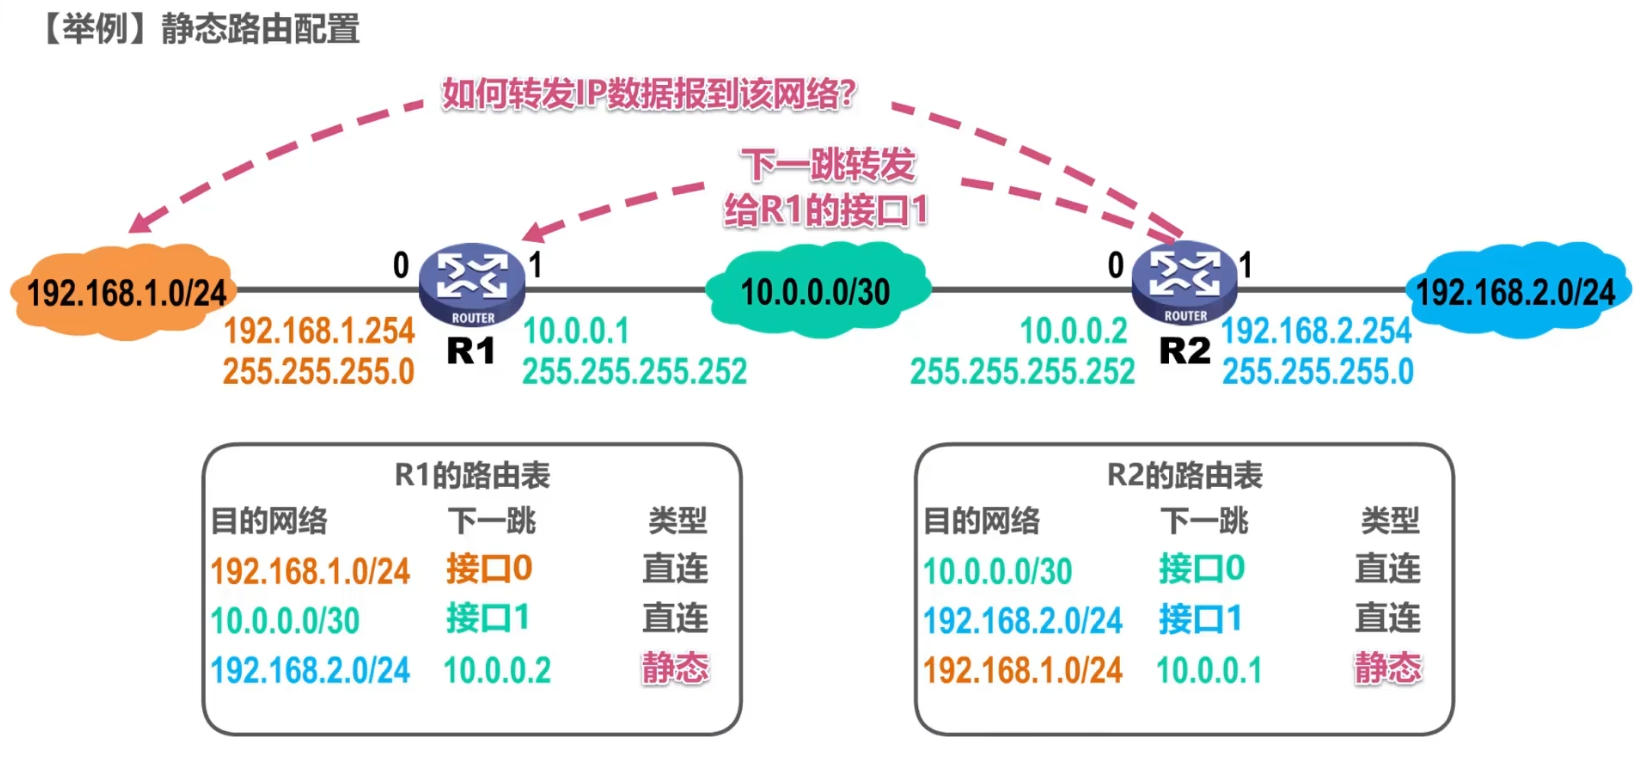 【举例】静态路由配置
如何转发IP数据报到该网络?
下一跳转发
给R1的接口1
192.168.1.0/24
0
ROUTER
R1
1
10.0.0.0/30
0
ROUTER
R2
1
192.168.2.0/24
192.168.1.254
255.255.255.0
10.0.0.1
255.255.255.252
10.0.0.2
255.255.255.252
192.168.2.254
255.255.255.0
R1的路由表
目的网络 下一跳 类型
192.168.1.0/24 接口0 直连
10.0.0.0/30 接口1 直连
192.168.2.0/24 10.0.0.2 静态
R2的路由表
目的网络 下一跳 类型
10.0.0.0/30 接口0 直连
192.168.2.0/24 接口1 直连
192.168.1.0/24 10.0.0.1 静态